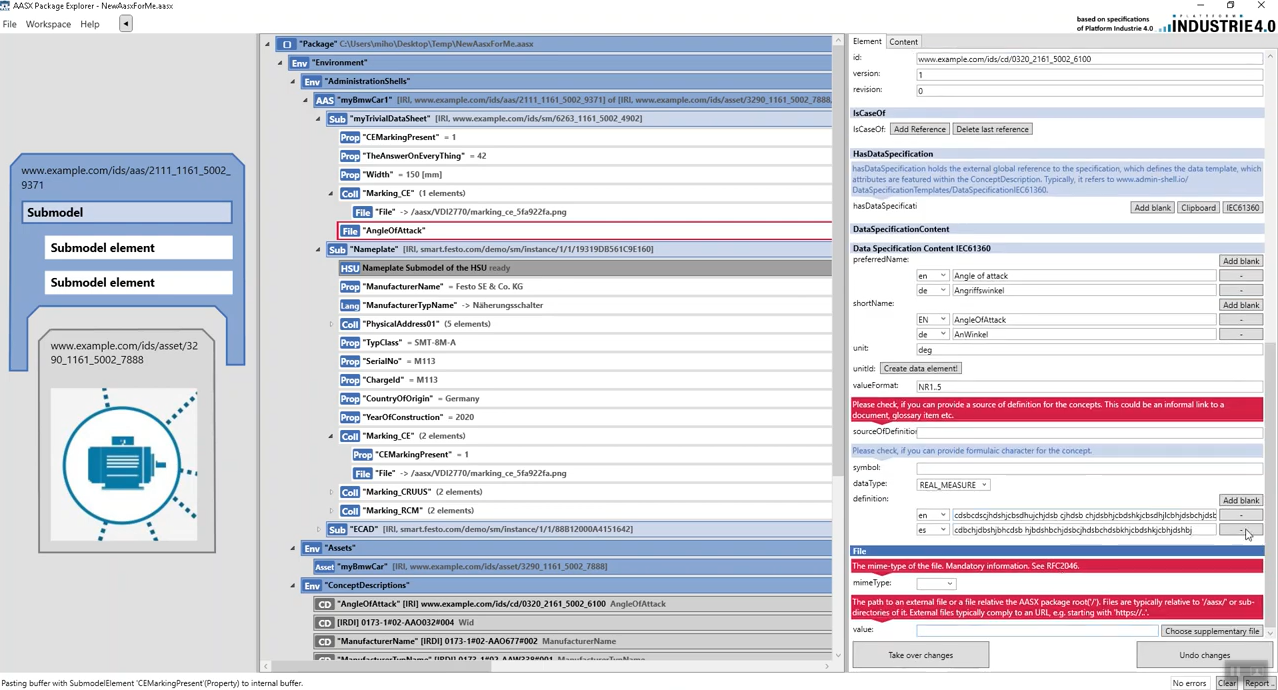 AASX Package Explorer - NewAasxForMe.aasx
File Workspace Help
based on specifications
of Platform Industrie 4.0
PLATTFORM
INDUSTRIE4.0
www.example.com/ids/aas/2111_1161_5002_
9371
Submodel
Submodel element
Submodel element
www.example.com/ids/asset/32
90_1161_5002_7888
"Package" C:\Users\miho\Desktop\Temp\NewAasxForMe.aasx
Env "Environment"
Env "AdministrationShells"
AAS "myBmwCar1" [IRI, www.example.com/ids/aas/2111_1161_5002_9371] of [IRI, www.example.com/ids/asset/3290_1161_5002_7888,
Sub "myTrivialDataSheet" [IRI, www.example.com/ids/sm/6263_1161_5002_4902]
Prop "CEMarkingPresent" = 1
Prop "TheAnswerOnEveryThing" = 42
Prop "Width" = 150 [mm]
Coll "Marking_CE" (1 elements)
File "File" -> /aasx/VDI2770/marking_ce_5fa922fa.png
File "AngleOfAttack"
Sub "Nameplate" [IRI, smart.festo.com/demo/sm/instance/1/1/19319DB561C9E160]
HSU Nameplate Submodel of the HSU ready
Prop "ManufacturerName" = Festo SE & Co. KG
Lang "ManufacturerTypName" -> Näherungsschalter
Coll "PhysicalAddress01" (5 elements)
Prop "TypClass" = SMT-8M-A
Prop "SerialNo" = M113
Prop "ChargeId" = M113
Prop "CountryOfOrigin" = Germany
Prop "YearOfConstruction" = 2020
Coll "Marking_CE" (2 elements)
Prop "CEMarkingPresent" = 1
File "File" -> /aasx/VDI2770/marking_ce_5fa922fa.png
Coll "Marking_CRUUS" (2 elements)
Coll "Marking_RCM" (2 elements)
Sub "ECAD" [IRI, smart.festo.com/demo/sm/instance/1/1/88B12000A4151642]
Env "Assets"
Asset "myBmwCar" [IRI, www.example.com/ids/asset/3290_1161_5002_7888]
Env "ConceptDescriptions"
CD "AngleOfAttack" [IRI] www.example.com/ids/cd/0320_2161_5002_6100 AngleOfAttack
CD [IRDI] 0173-1#02-AAO032#004 Wid
CD "ManufacturerName" [IRDI] 0173-1#02-AAO677#002 ManufacturerName
CD "ManufacturerTypName" [IRDI] 0173-1#02-AAW338#001 ManufacturerTypName
Element Content
id: www.example.com/ids/cd/0320_2161_5002_6100
version: 1
revision: 0
IsCaseOf
IsCaseOf: Add Reference Delete last reference
HasDataSpecification
hasDataSpecification holds the external global reference to the specification, which defines the data template, which
attributes are featured within the ConceptDescription. Typically, it refers to www.admin-shell.io/
DataSpecificationTemplates/DataSpecificationIEC61360.
hasDataSpecificati Add blank Clipboard IEC61360
DataSpecificationContent
Data Specification Content IEC61360
preferredName: Add blank
en Angle of attack -
de Angriffswinkel -
shortName: Add blank
EN AngleOfAttack -
de AnWinkel -
unit: deg
unitId: Create data element!
valueFormat: NR1..5
Please check, if you can provide a source of definition for the concepts. This could be an informal link to a
document, glossary item etc.
sourceOfDefinition
Please check, if you can provide formulaic character for the concept.
symbol:
dataType: REAL_MEASURE
definition: Add blank
en -
es -
File
The mime-type of the file. Mandatory information. See RFC2046.
mimeType:
The path to an external file or a file relative the AASX package root('/'). Files are typically relative to '/aasx/' or sub-
directories of it. External files typically comply to an URL, e.g. starting with 'https://..'.
value: Choose supplementary file
Take over changes Undo changes
Pasting buffer with SubmodelElement 'CEMarkingPresent'(Property) to internal buffer.
No errors Clear Report..